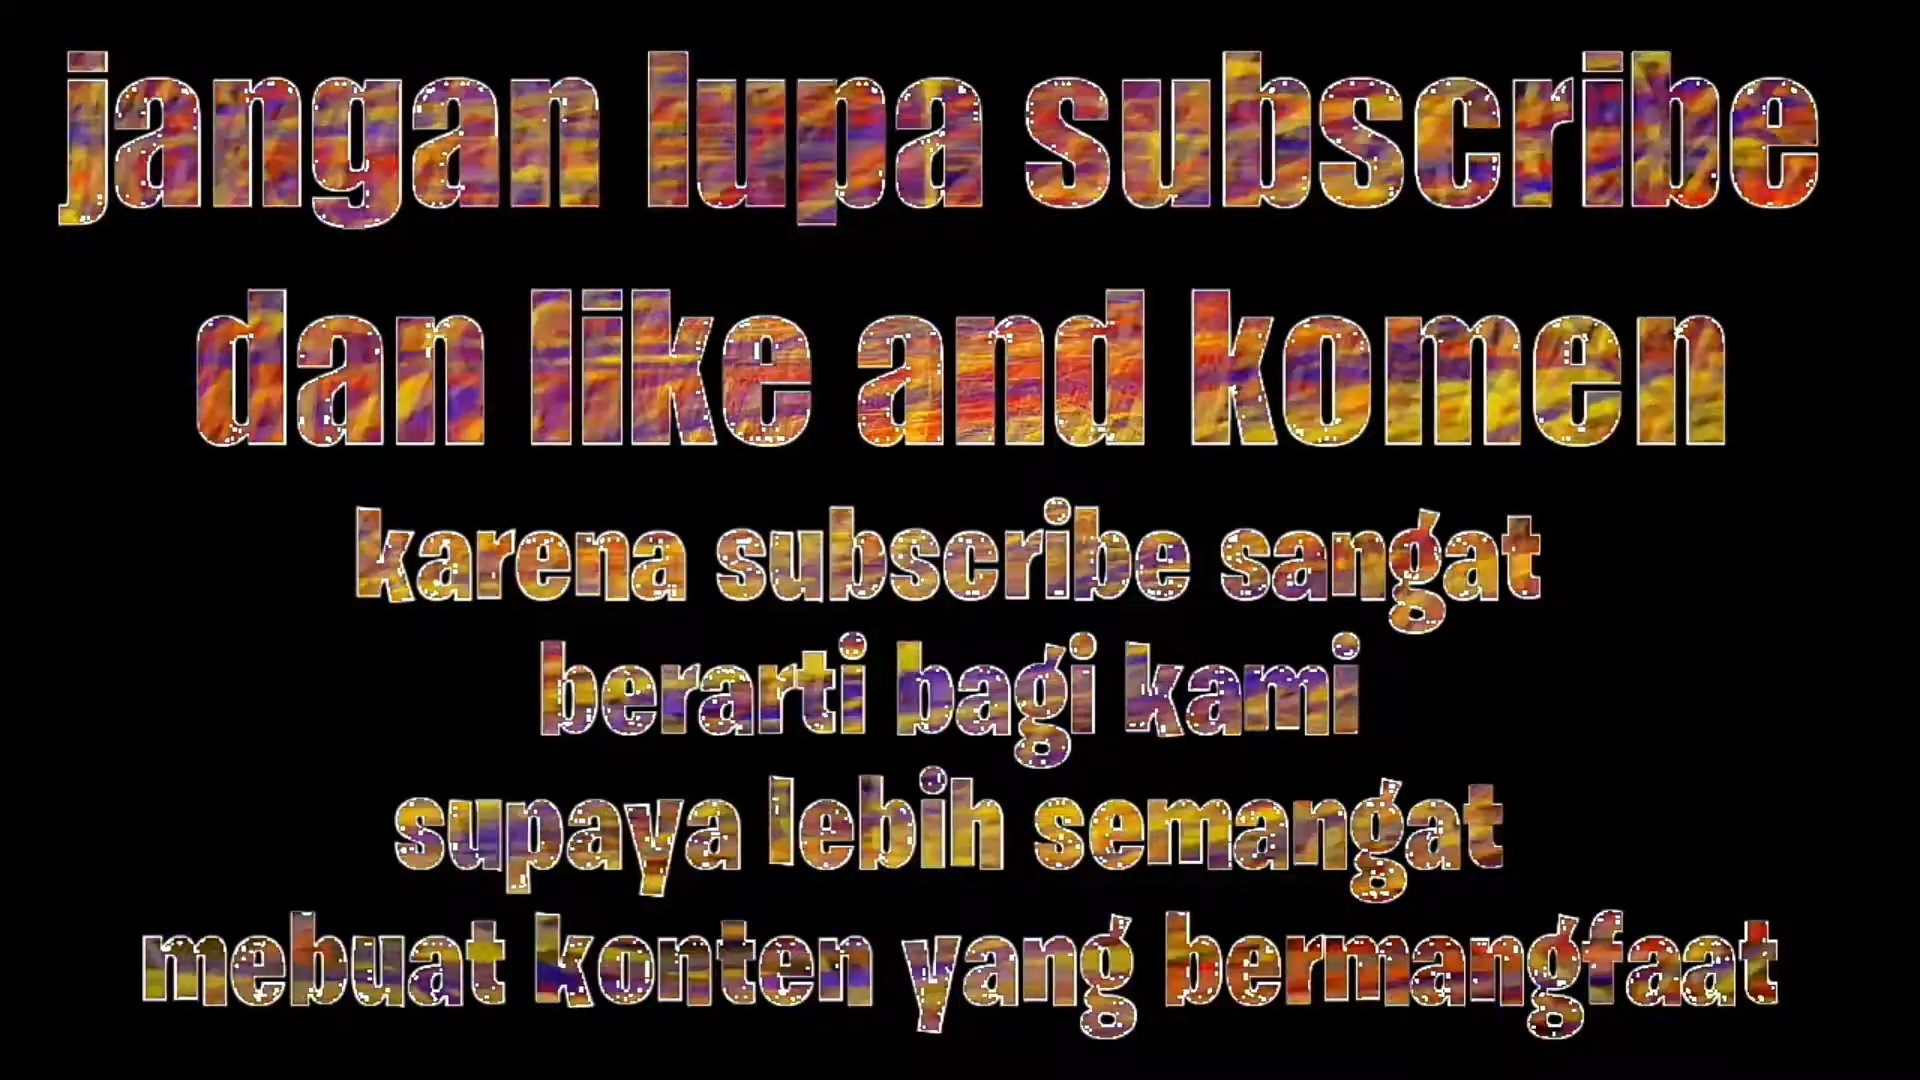 jangan lupa subscribe
dan like and komen
karena subscribe sangat
berarti bagi kami
supaya lebih semangat
mebuat konten yang bermangfaat